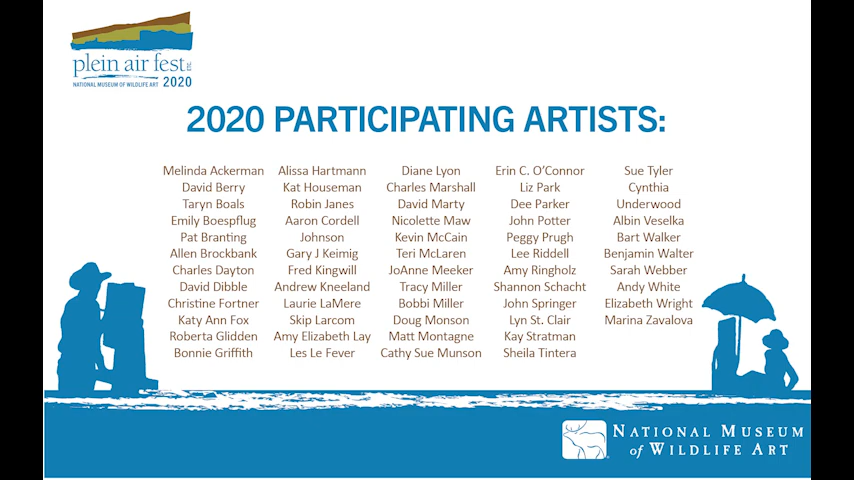 plein air fest etc.
NATIONAL MUSEUM OF WILDLIFE ART 2020
2020 PARTICIPATING ARTISTS:
Melinda Ackerman
David Berry
Taryn Boals
Emily Boespflug
Pat Branting
Allen Brockbank
Charles Dayton
David Dibble
Christine Fortner
Katy Ann Fox
Roberta Glidden
Bonnie Griffith
Alissa Hartmann
Kat Houseman
Robin Janes
Aaron Cordell
Johnson
Gary J Keimig
Fred Kingwill
Andrew Kneeland
Laurie LaMere
Skip Larcom
Amy Elizabeth Lay
Les Le Fever
Diane Lyon
Charles Marshall
David Marty
Nicolette Maw
Kevin McCain
Teri McLaren
JoAnne Meeker
Tracy Miller
Bobbi Miller
Doug Monson
Matt Montagne
Cathy Sue Munson
Erin C. O’Connor
Liz Park
Dee Parker
John Potter
Peggy Prugh
Lee Riddell
Amy Ringholz
Shannon Schacht
John Springer
Lyn St. Clair
Kay Stratman
Sheila Tintera
Sue Tyler
Cynthia
Underwood
Albin Veselka
Bart Walker
Benjamin Walter
Sarah Webber
Andy White
Elizabeth Wright
Marina Zavalova
NATIONAL MUSEUM
of WILDLIFE ART